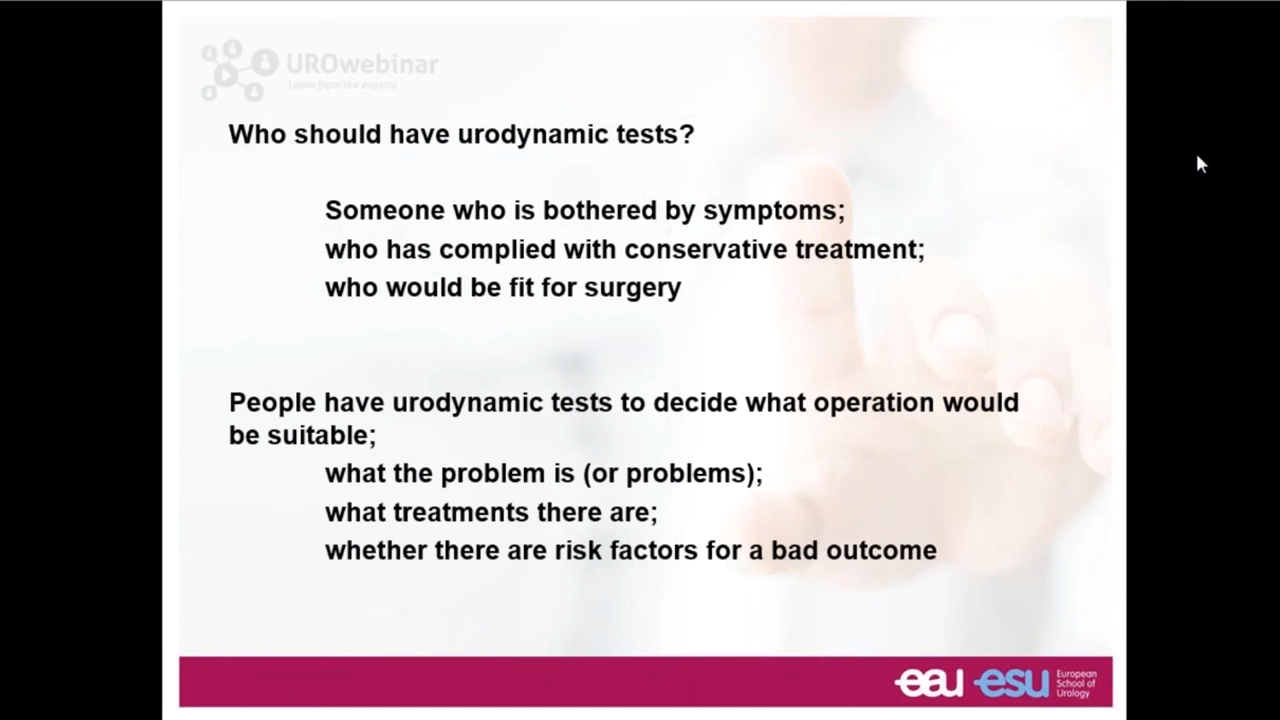 UROwebinar
Learn from the experts
Who should have urodynamic tests?
Someone who is bothered by symptoms;
who has complied with conservative treatment;
who would be fit for surgery
People have urodynamic tests to decide what operation would
be suitable;
what the problem is (or problems);
what treatments there are;
whether there are risk factors for a bad outcome
eau esu
European
School of
Urology